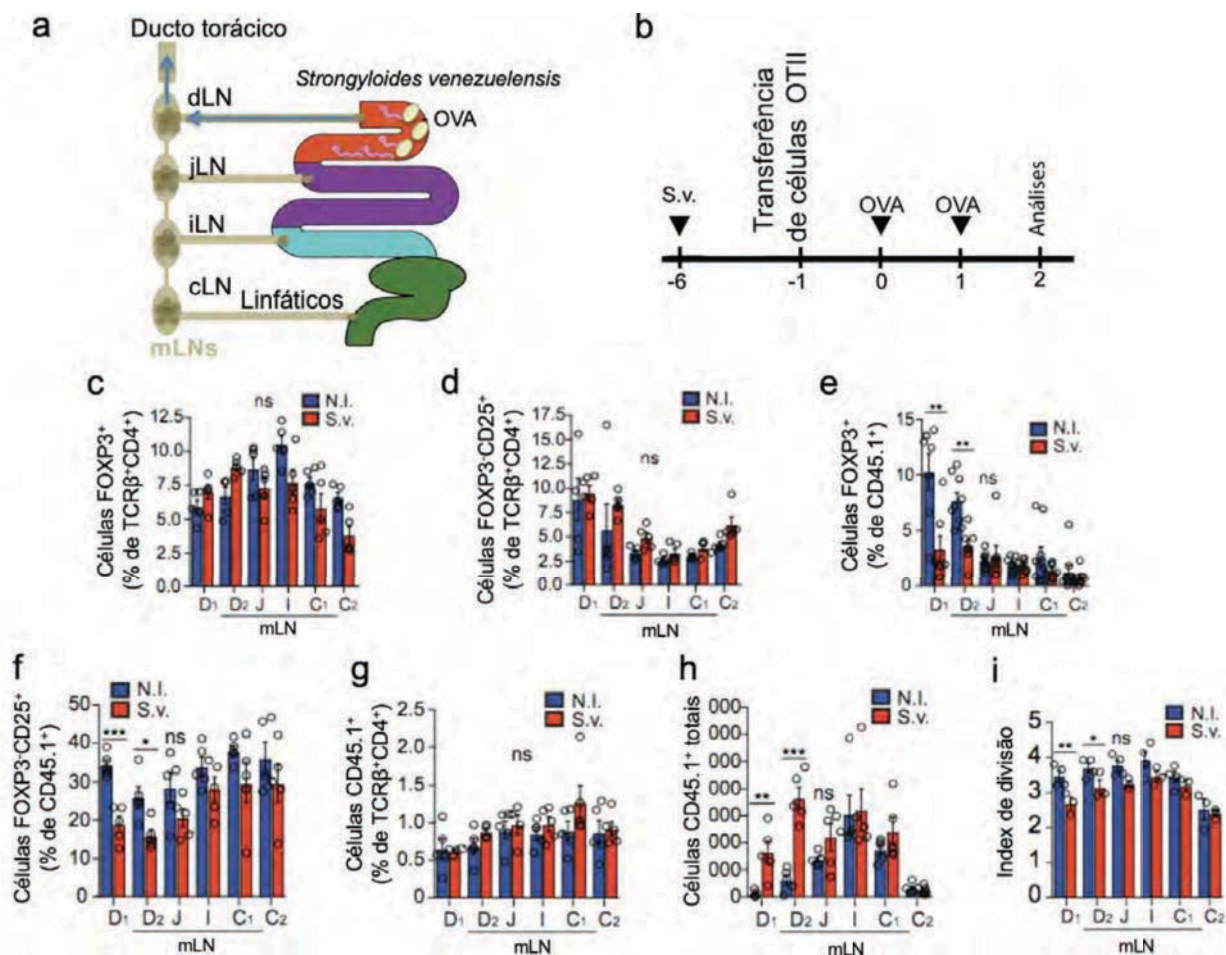 a
Ducto torácico
dLN
Strongyloides venezuelensis
OVA
jLN
iLN
cLN
Linfáticos
mLNs
b
S.v.
Transferência
de células OTII
OVA
OVA
Análises
-6
-1
0
1
2
c
Células FOXP3⁺
(% de TCRβ⁺CD4⁺)
12.5
10.0
7.5
5.0
2.5
0.0
ns
N.I.
S.v.
D1 D2 J I C1 C2
mLN
d
Células FOXP3⁻CD25⁺
(% de TCRβ⁺CD4⁺)
17.5
15.0
12.5
10.0
7.5
5.0
2.5
0.0
ns
N.I.
S.v.
D1 D2 J I C1 C2
mLN
e
Células FOXP3⁺
(% de CD45.1⁺)
15
10
5
0
**
**
ns
N.I.
S.v.
D1 D2 J I C1 C2
mLN
f
Células FOXP3⁻CD25⁺
(% de CD45.1⁺)
50
40
30
20
10
0
N.I.
S.v.
***
*
ns
D1 D2 J I C1 C2
mLN
g
Células CD45.1⁺
(% de TCRβ⁺CD4⁺)
2.5
2.0
1.5
1.0
0.5
0.0
ns
N.I.
S.v.
D1 D2 J I C1 C2
mLN
h
Células CD45.1⁺ totais
000
000
000
000
000
000
000
0
**
***
ns
N.I.
S.v.
D1 D2 J I C1 C2
mLN
i
Index de divisão
5
4
3
2
1
0
**
*
ns
N.I.
S.v.
D1 D2 J I C1 C2
mLN